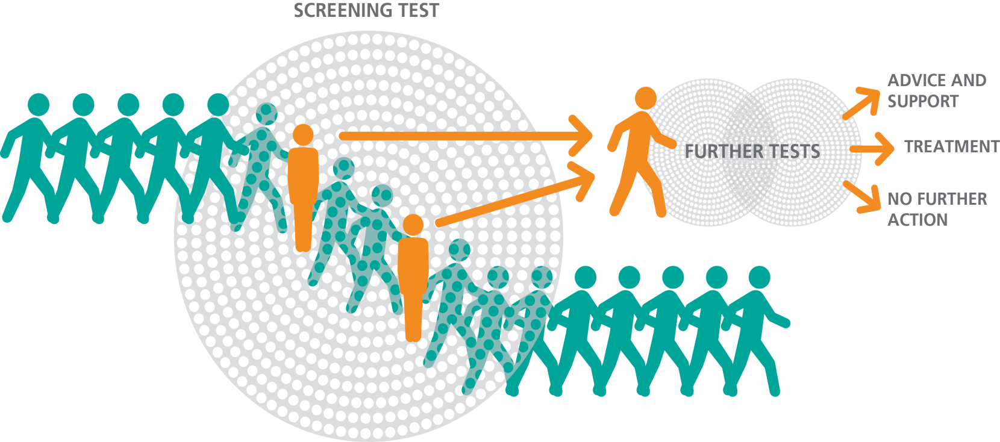 SCREENING TEST
FURTHER TESTS
ADVICE AND
SUPPORT
TREATMENT
NO FURTHER
ACTION